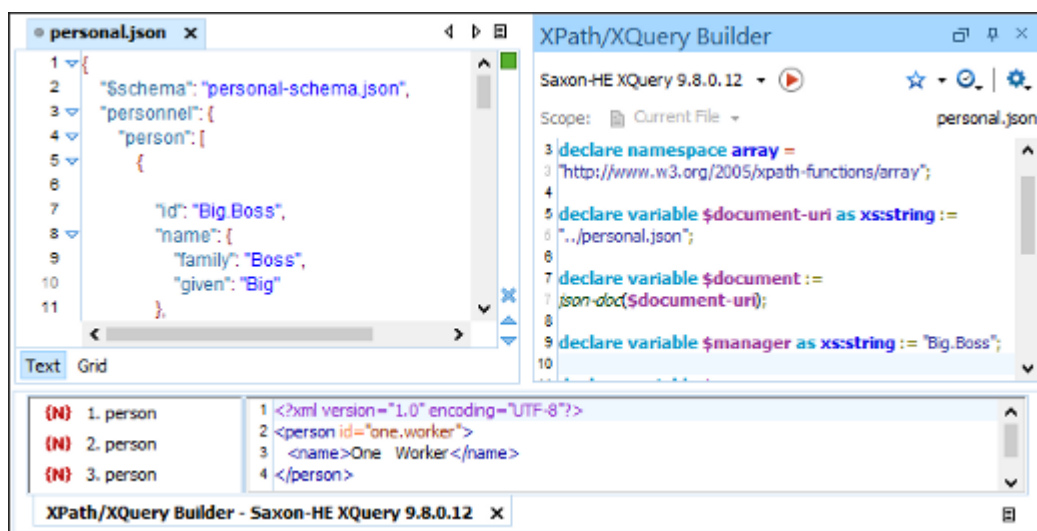 personal.json
1 {
2 "$schema": "personal-schema.json",
3 "personnel": {
4 "person": [
5 {
6
7 "id": "Big.Boss",
8 "name": {
9 "family": "Boss",
10 "given": "Big"
11 },
Text Grid
XPath/XQuery Builder
Saxon-HE XQuery 9.8.0.12
Scope: Current File personal.json
3 declare namespace array =
3 "http://www.w3.org/2005/xpath-functions/array";
4
5 declare variable $document-uri as xs:string :=
6 "../personal.json";
6
7 declare variable $document :=
7 json-doc($document-uri);
8
9 declare variable $manager as xs:string := "Big.Boss";
10
{N} 1. person
{N} 2. person
{N} 3. person
1 <?xml version="1.0" encoding="UTF-8"?>
2 <person id="one.worker">
3 <name>One Worker</name>
4 </person>
XPath/XQuery Builder - Saxon-HE XQuery 9.8.0.12